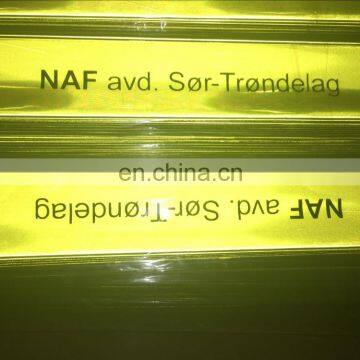 NAF avd. Sør-Trøndelag
en.china.cn
NAF avd. Sør-Trøndelag